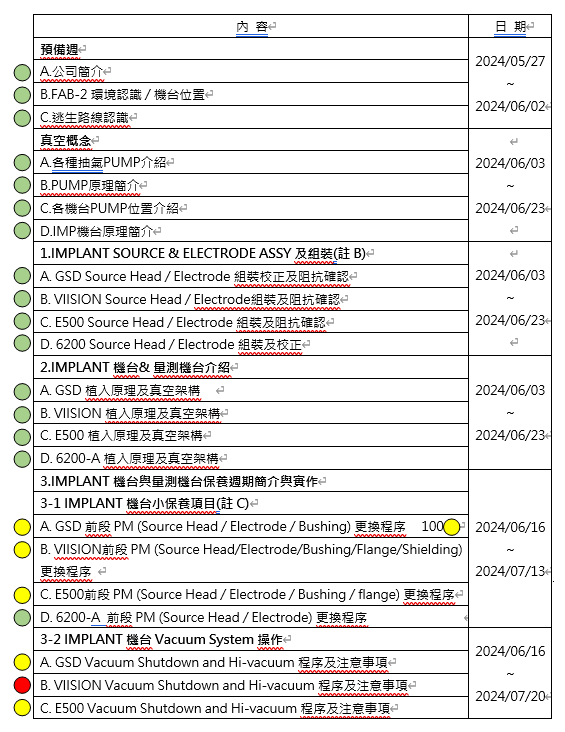 內 容 日 期
預備週
A.公司簡介
B.FAB-2 環境認識 / 機台位置
C.逃生路線認識
2024/05/27
~
2024/06/02
真空概念
A.各種抽氣PUMP介紹
B.PUMP原理簡介
C.各機台PUMP位置介紹
D.IMP機台原理簡介
2024/06/03
~
2024/06/23
1.IMPLANT SOURCE & ELECTRODE ASSY 及組裝(註 B)
A. GSD Source Head / Electrode 組裝校正及阻抗確認
B. VIISION Source Head / Electrode組裝及阻抗確認
C. E500 Source Head / Electrode 組裝及阻抗確認
D. 6200 Source Head / Electrode 組裝及校正
2024/06/03
~
2024/06/23
2.IMPLANT 機台& 量測機台介紹
A. GSD 植入原理及真空架構
B. VIISION 植入原理及真空架構
C. E500 植入原理及真空架構
D. 6200-A 植入原理及真空架構
2024/06/03
~
2024/06/23
3.IMPLANT 機台與量測機台保養週期簡介與實作
3-1 IMPLANT 機台小保養項目(註 C)
A. GSD 前段 PM (Source Head / Electrode / Bushing) 更換程序 100
B. VIISION前段 PM (Source Head/Electrode/Bushing/Flange/Shielding)
更換程序
C. E500前段 PM (Source Head / Electrode / Bushing / flange) 更換程序
D. 6200-A 前段 PM (Source Head / Electrode) 更換程序
2024/06/16
~
2024/07/13
3-2 IMPLANT 機台 Vacuum System 操作
A. GSD Vacuum Shutdown and Hi-vacuum 程序及注意事項
B. VIISION Vacuum Shutdown and Hi-vacuum 程序及注意事項
C. E500 Vacuum Shutdown and Hi-vacuum 程序及注意事項
2024/06/16
~
2024/07/20